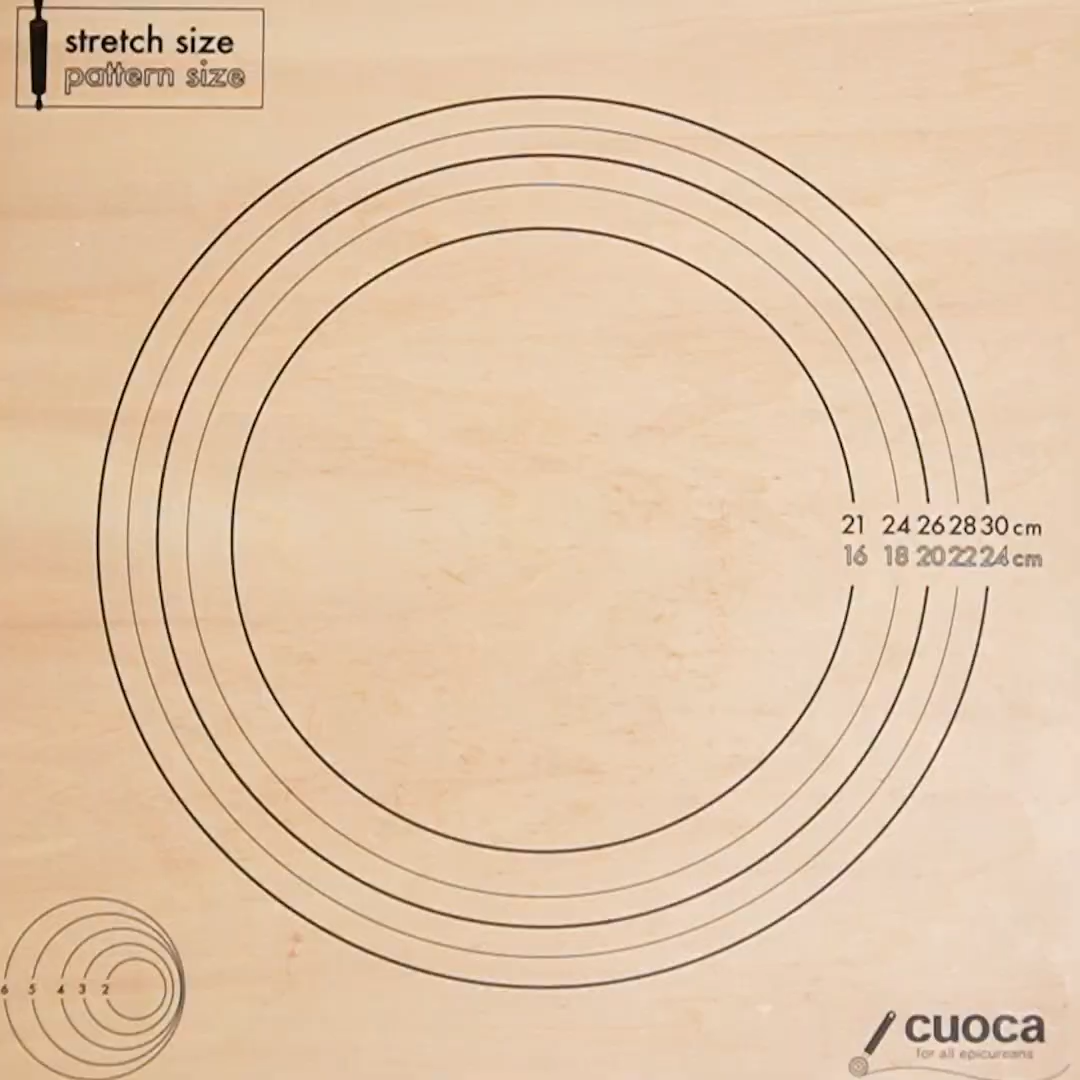 stretch size
pattern size
21 24 26 28 30 cm
16 18 20 22 24 cm
6 5 4 3 2
cuoca
for all epicureans